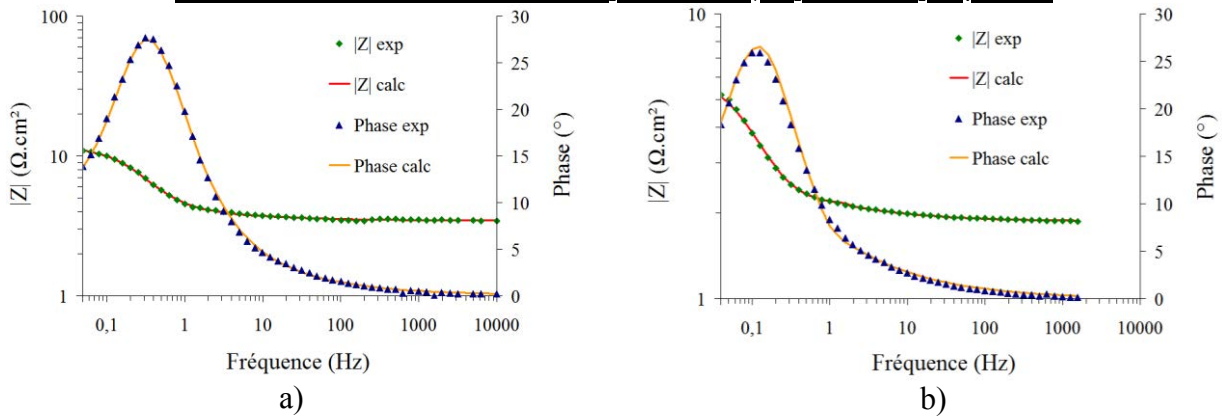 100
10
1
|Z| (Ω.cm²)
30
25
20
15
10
5
0
Phase (°)
|Z| exp
|Z| calc
Phase exp
Phase calc
0,1 1 10 100 1000 10000
Fréquence (Hz)
a)
10
1
|Z| (Ω.cm²)
30
25
20
15
10
5
0
Phase (°)
|Z| exp
|Z| calc
Phase exp
Phase calc
0,1 1 10 100 1000 10000
Fréquence (Hz)
b)